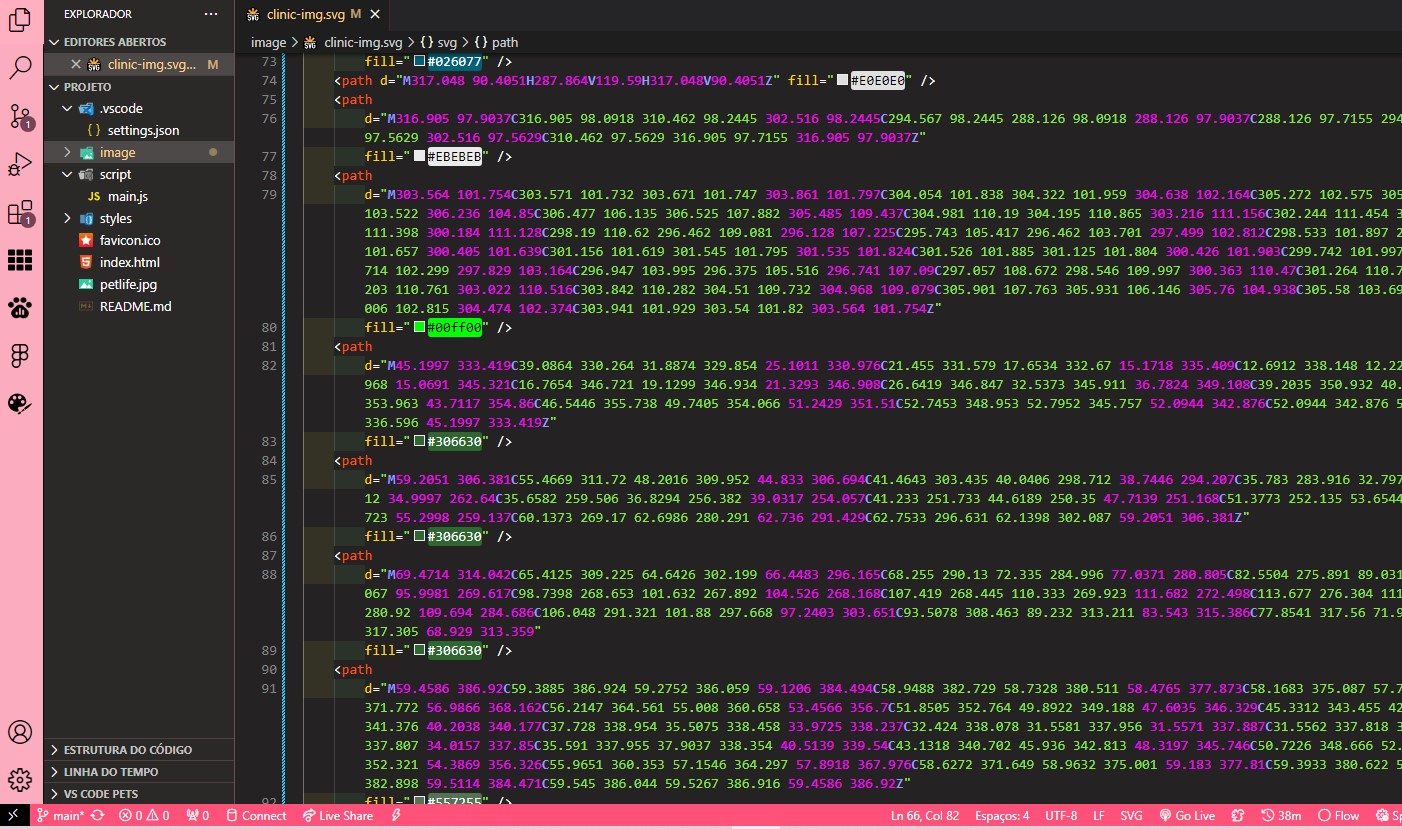 EXPLORADOR
EDITORES ABERTOS
clinic-img.svg... M
PROJETO
.vscode
settings.json
image
script
JS main.js
styles
favicon.ico
index.html
petlife.jpg
README.md
ESTRUTURA DO CÓDIGO
LINHA DO TEMPO
VS CODE PETS
clinic-img.svg M
image > clinic-img.svg > {} svg > {} path
73 fill="#026077" />
74 <path d="M317.048 90.4051H287.864V119.59H317.048V90.4051Z" fill="#E0E0E0" />
75 <path
76 d="M316.905 97.9037C316.905 98.0918 310.462 98.2445 302.516 98.2445C294.567 98.2445 288.126 98.0918 288.126 97.9037C288.126 97.7155 294
97.5629 302.516 97.5629C310.462 97.5629 316.905 97.7155 316.905 97.9037Z"
77 fill="#EBEBEB" />
78 <path
79 d="M303.564 101.754C303.571 101.732 303.671 101.747 303.861 101.797C304.054 101.838 304.322 101.959 304.638 102.164C305.272 102.575 305
103.522 306.236 104.85C306.477 106.135 306.525 107.882 305.485 109.437C304.981 110.19 304.195 110.865 303.216 111.156C302.244 111.454 3
111.398 300.184 111.128C298.19 110.62 296.462 109.081 296.128 107.225C295.743 105.417 296.462 103.701 297.499 102.812C298.533 101.897 2
101.657 300.405 101.639C301.156 101.619 301.545 101.795 301.535 101.824C301.526 101.885 301.125 101.804 300.426 101.903C299.742 101.997
714 102.299 297.829 103.164C296.947 103.995 296.375 105.516 296.741 107.09C297.057 108.672 298.546 109.997 300.363 110.47C301.264 110.7
203 110.761 303.022 110.516C303.842 110.282 304.51 109.732 304.968 109.079C305.901 107.763 305.931 106.146 305.76 104.938C305.58 103.69
006 102.815 304.474 102.374C303.941 101.929 303.54 101.82 303.564 101.754Z"
80 fill="#00ff00" />
81 <path
82 d="M45.1997 333.419C39.0864 330.264 31.8874 329.854 25.1011 330.976C21.455 331.579 17.6534 332.67 15.1718 335.409C12.6912 338.148 12.22
968 15.0691 345.321C16.7654 346.721 19.1299 346.934 21.3293 346.908C26.6419 346.847 32.5373 345.911 36.7824 349.108C39.2035 350.932 40.
353.963 43.7117 354.86C46.5446 355.738 49.7405 354.066 51.2429 351.51C52.7453 348.953 52.7952 345.757 52.0944 342.876C52.0944 342.876 5
336.596 45.1997 333.419Z"
83 fill="#306630" />
84 <path
85 d="M59.2051 306.381C55.4669 311.72 48.2016 309.952 44.833 306.694C41.4643 303.435 40.0406 298.712 38.7446 294.207C35.783 283.916 32.797
12 34.9997 262.64C35.6582 259.506 36.8294 256.382 39.0317 254.057C41.233 251.733 44.6189 250.35 47.7139 251.168C51.3773 252.135 53.6544
723 55.2998 259.137C60.1373 269.17 62.6986 280.291 62.736 291.429C62.7533 296.631 62.1398 302.087 59.2051 306.381Z"
86 fill="#306630" />
87 <path
88 d="M69.4714 314.042C65.4125 309.225 64.6426 302.199 66.4483 296.165C68.255 290.13 72.335 284.996 77.0371 280.805C82.5504 275.891 89.031
067 95.9981 269.617C98.7398 268.653 101.632 267.892 104.526 268.168C107.419 268.445 110.333 269.923 111.682 272.498C113.677 276.304 111
280.92 109.694 284.686C106.048 291.321 101.88 297.668 97.2403 303.651C93.5078 308.463 89.232 313.211 83.543 315.386C77.8541 317.56 71.9
317.305 68.929 313.359"
89 fill="#306630" />
90 <path
91 d="M59.4586 386.92C59.3885 386.924 59.2752 386.059 59.1206 384.494C58.9488 382.729 58.7328 380.511 58.4765 377.873C58.1683 375.087 57.7
371.772 56.9866 368.162C56.2147 364.561 55.008 360.658 53.4566 356.7C51.8505 352.764 49.8922 349.188 47.6035 346.329C45.3312 343.455 42
341.376 40.2038 340.177C37.728 338.954 35.5075 338.458 33.9725 338.237C32.424 338.078 31.5581 337.956 31.5571 337.887C31.5562 337.818 3
337.807 34.0157 337.85C35.591 337.955 37.9037 338.354 40.5139 339.54C43.1318 340.702 45.936 342.813 48.3197 345.746C50.7226 348.666 52.
352.321 54.3869 356.326C55.9651 360.353 57.1546 364.297 57.8918 367.976C58.6272 371.649 58.9632 375.001 59.183 377.81C59.3933 380.622 5
382.898 59.5114 384.471C59.545 386.044 59.5267 386.916 59.4586 386.92Z"
92 fill="#557255" />
main* 0 0 0 Connect Live Share Ln 66, Col 82 Espaços: 4 UTF-8 LF SVG Go Live 38m Flow Sp